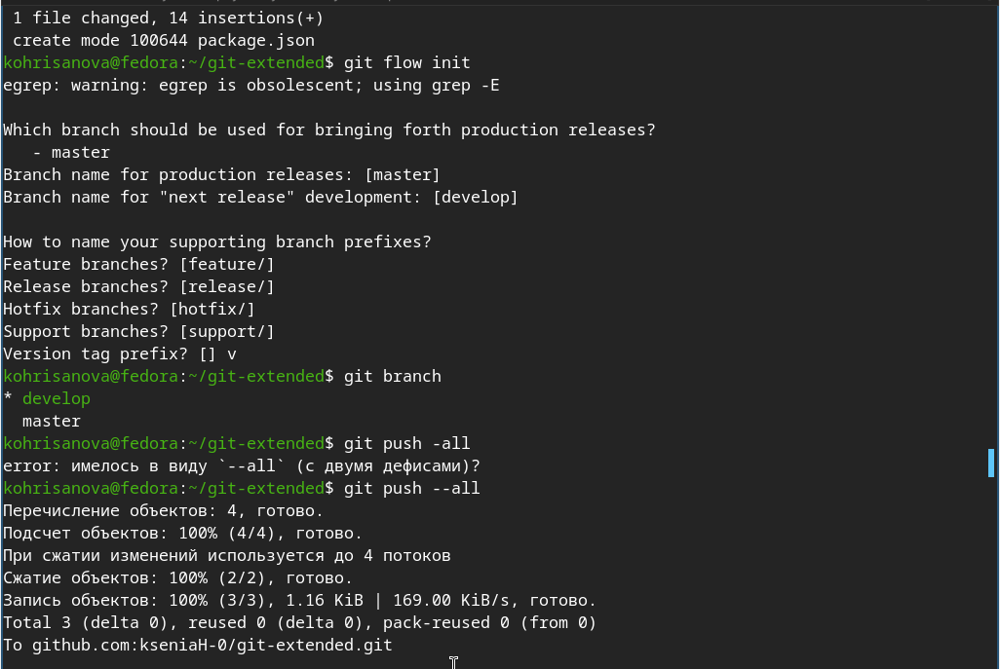 1 file changed, 14 insertions(+)
create mode 100644 package.json
kohrisanova@fedora:~/git-extended$ git flow init
egrep: warning: egrep is obsolescent; using grep -E
Which branch should be used for bringing forth production releases?
- master
Branch name for production releases: [master]
Branch name for "next release" development: [develop]
How to name your supporting branch prefixes?
Feature branches? [feature/]
Release branches? [release/]
Hotfix branches? [hotfix/]
Support branches? [support/]
Version tag prefix? [] v
kohrisanova@fedora:~/git-extended$ git branch
* develop
master
kohrisanova@fedora:~/git-extended$ git push -all
error: имелось в виду `--all` (с двумя дефисами)?
kohrisanova@fedora:~/git-extended$ git push --all
Перечисление объектов: 4, готово.
Подсчет объектов: 100% (4/4), готово.
При сжатии изменений используется до 4 потоков
Сжатие объектов: 100% (2/2), готово.
Запись объектов: 100% (3/3), 1.16 KiB | 169.00 KiB/s, готово.
Total 3 (delta 0), reused 0 (delta 0), pack-reused 0 (from 0)
To github.com:kseniaH-0/git-extended.git